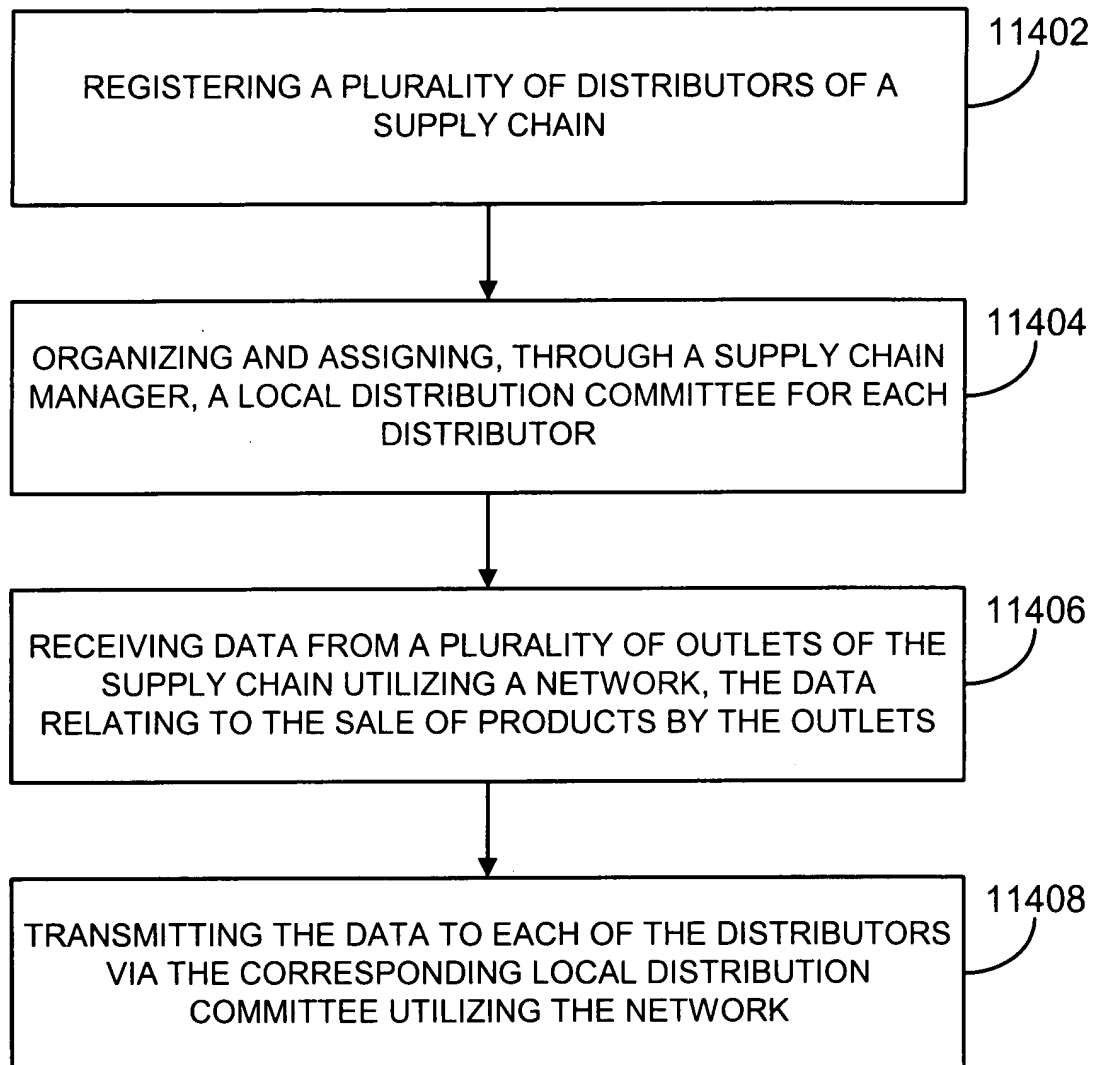 11402
REGISTERING A PLURALITY OF DISTRIBUTORS OF A
SUPPLY CHAIN
11404
ORGANIZING AND ASSIGNING, THROUGH A SUPPLY CHAIN
MANAGER, A LOCAL DISTRIBUTION COMMITTEE FOR EACH
DISTRIBUTOR
11406
RECEIVING DATA FROM A PLURALITY OF OUTLETS OF THE
SUPPLY CHAIN UTILIZING A NETWORK, THE DATA
RELATING TO THE SALE OF PRODUCTS BY THE OUTLETS
11408
TRANSMITTING THE DATA TO EACH OF THE DISTRIBUTORS
VIA THE CORRESPONDING LOCAL DISTRIBUTION
COMMITTEE UTILIZING THE NETWORK